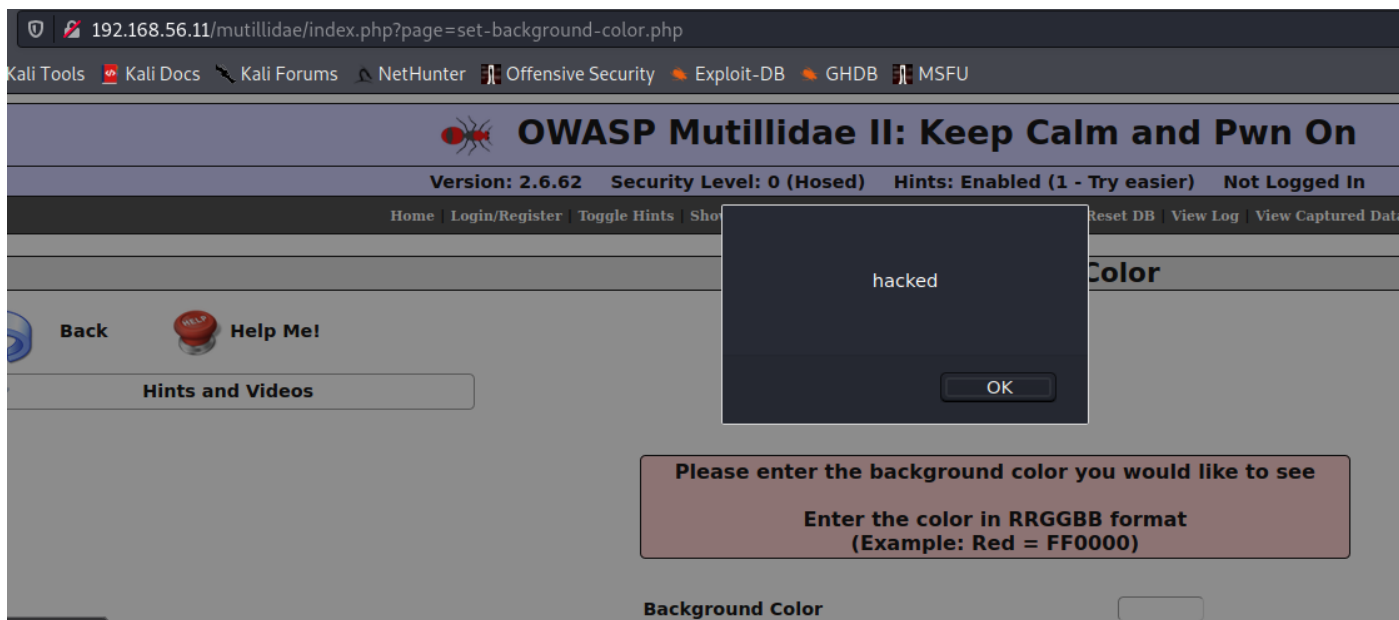 192.168.56.11/mutillidae/index.php?page=set-background-color.php
Kali Tools Kali Docs Kali Forums NetHunter Offensive Security Exploit-DB GHDB MSFU
OWASP Mutillidae II: Keep Calm and Pwn On
Version: 2.6.62 Security Level: 0 (Hosed) Hints: Enabled (1 - Try easier) Not Logged In
Home | Login/Register | Toggle Hints | Reset DB | View Log | View Captured Data
Color
hacked
Back Help Me!
HELP
OK
Hints and Videos
Please enter the background color you would like to see
Enter the color in RRGGBB format
(Example: Red = FF0000)
Background Color